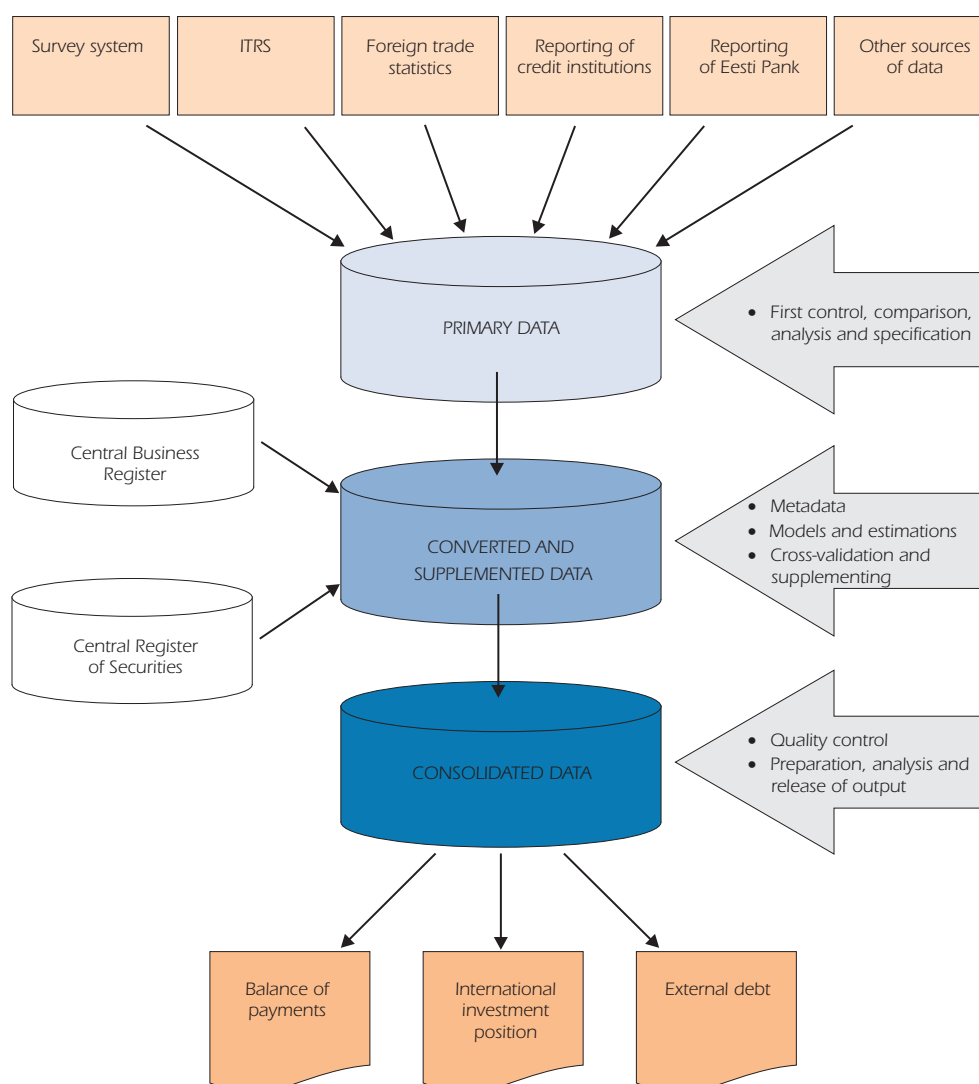 Survey system
ITRS
Foreign trade
statistics
Reporting of
credit institutions
Reporting
of Eesti Pank
Other sources
of data
PRIMARY DATA
• First control, comparison,
analysis and specification
Central Business
Register
CONVERTED AND
SUPPLEMENTED DATA
• Metadata
• Models and estimations
• Cross-validation and
supplementing
Central Register
of Securities
CONSOLIDATED DATA
• Quality control
• Preparation, analysis and
release of output
Balance of
payments
International
investment
position
External debt